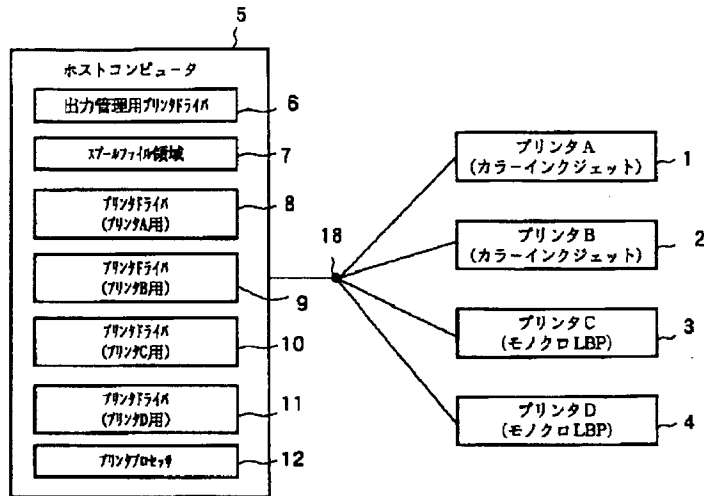 5
ホストコンピュータ
出力管理用プリンタドライバ
6
スプールファイル領域
7
プリンタドライバ
(プリンタA用)
8
プリンタドライバ
(プリンタB用)
9
プリンタドライバ
(プリンタC用)
10
プリンタドライバ
(プリンタD用)
11
プリンタプロセッサ
12
18
プリンタA
(カラーインクジェット)
1
プリンタB
(カラーインクジェット)
2
プリンタC
(モノクロLBP)
3
プリンタD
(モノクロLBP)
4